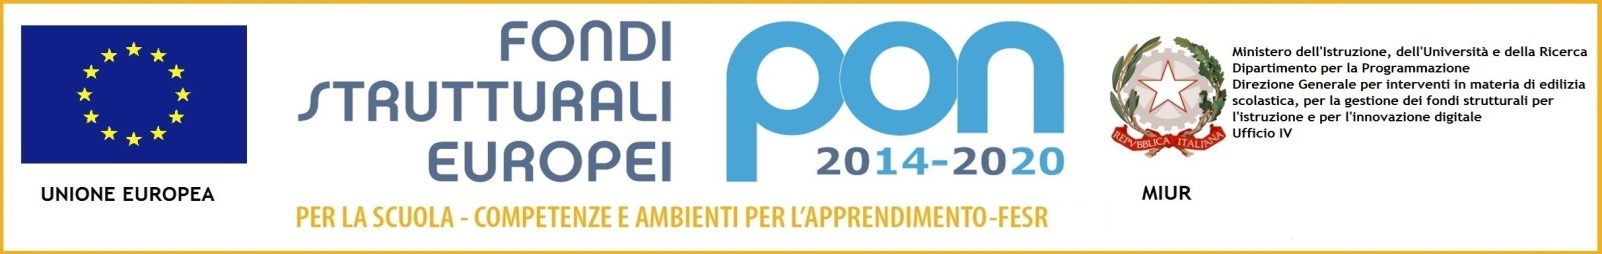 UNIONE EUROPEA
FONDI
STRUTTURALI
EUROPEI
pon
2014-2020
PER LA SCUOLA - COMPETENZE E AMBIENTI PER L'APPRENDIMENTO-FESR
REPVBBLICA ITALIANA
MIUR
Ministero dell'Istruzione, dell'Università e della Ricerca
Dipartimento per la Programmazione
Direzione Generale per interventi in materia di edilizia
scolastica, per la gestione dei fondi strutturali per
l'istruzione e per l'innovazione digitale
Ufficio IV